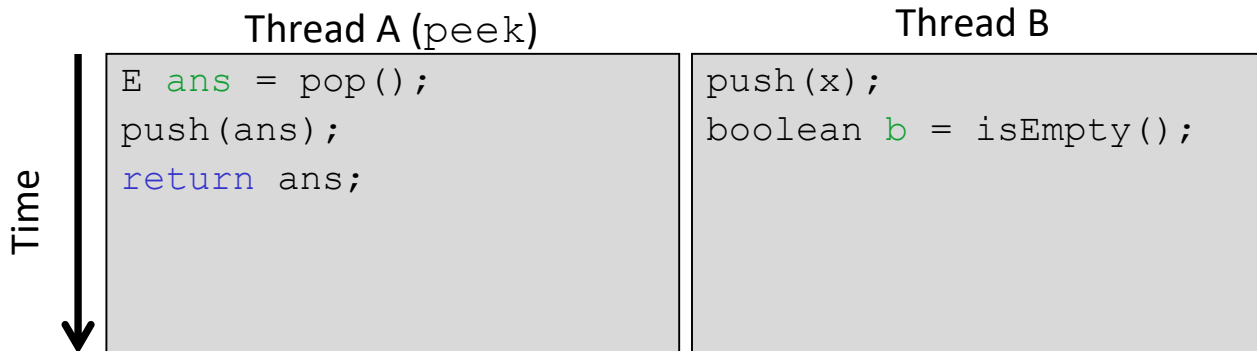 Thread A (peek)
Thread B
Time
E ans = pop();
push(ans);
return ans;
push(x);
boolean b = isEmpty();